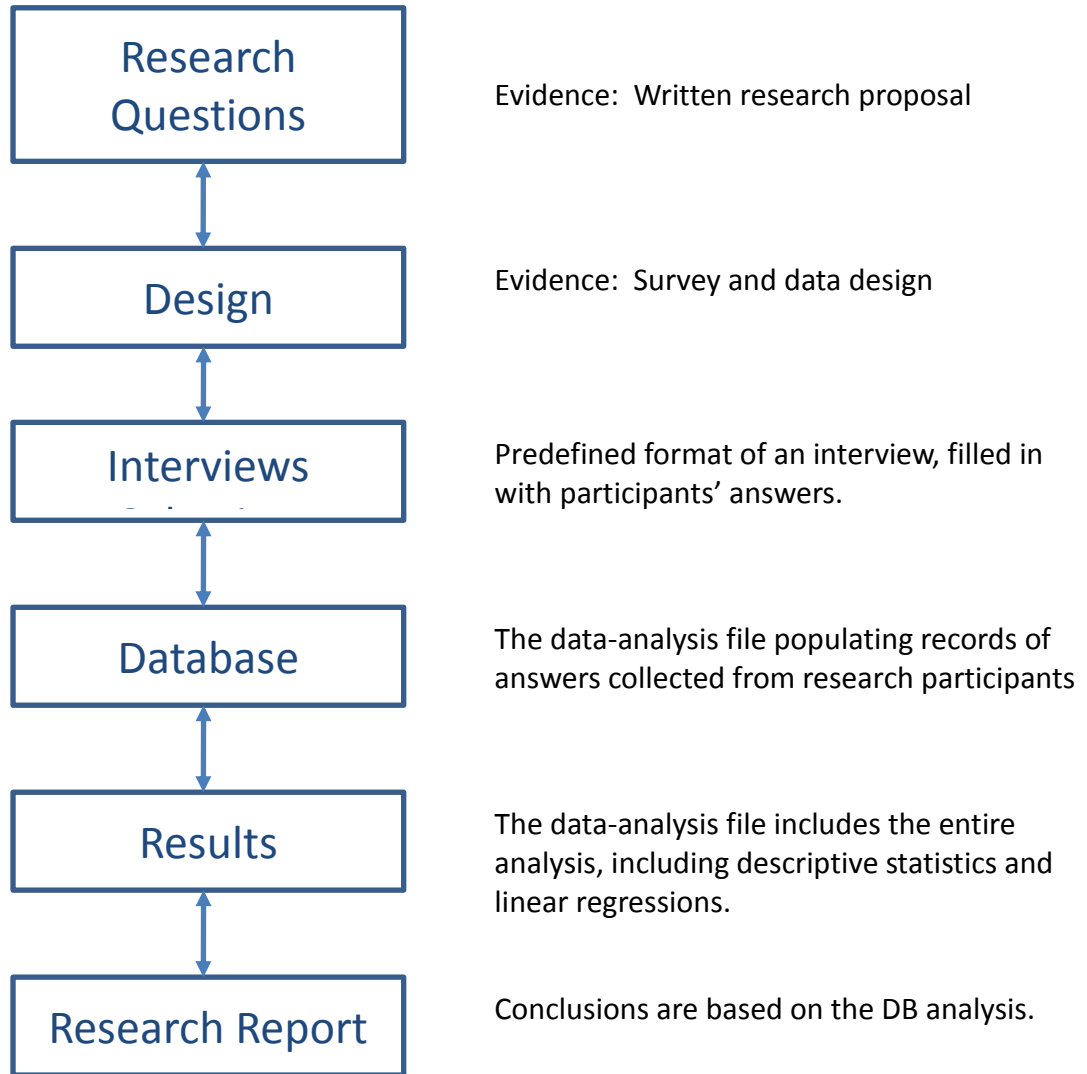 Research
Questions
Evidence:  Written research proposal
Design
Evidence:  Survey and data design
Interviews
Predefined format of an interview, filled in
with participants’ answers.
Database
The data-analysis file populating records of
answers collected from research participants
Results
The data-analysis file includes the entire
analysis, including descriptive statistics and
linear regressions.
Research Report
Conclusions are based on the DB analysis.